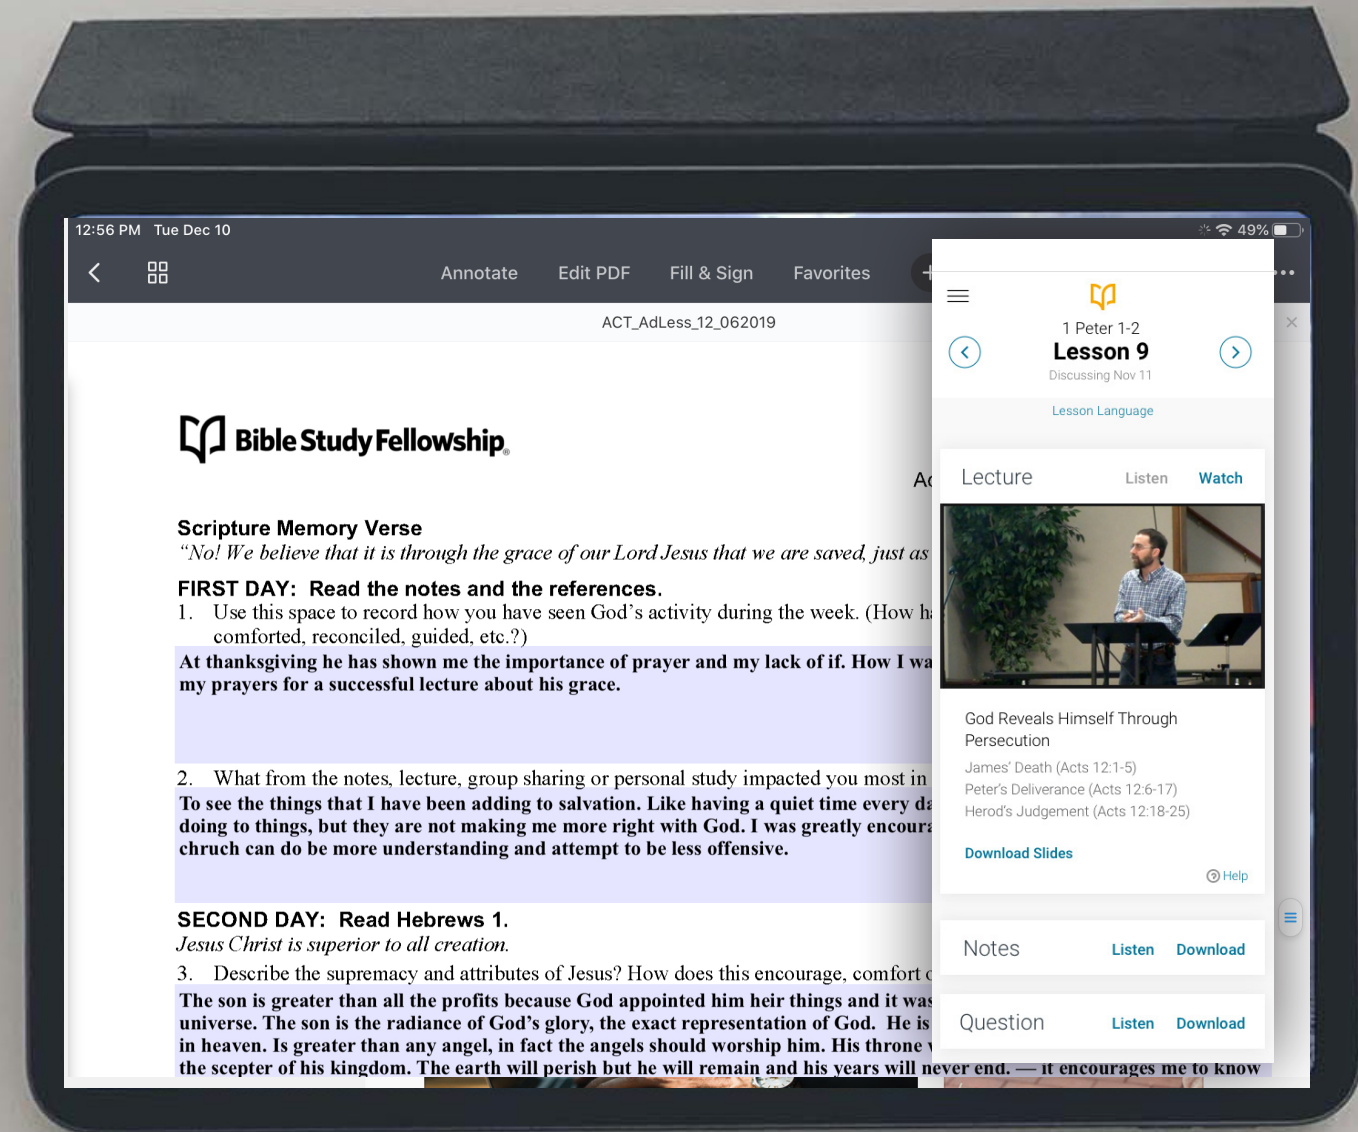 12:56 PM Tue Dec 10
49%
Annotate Edit PDF Fill & Sign Favorites
ACT_AdLess_12_062019
Bible Study Fellowship®
Scripture Memory Verse
“No! We believe that it is through the grace of our Lord Jesus that we are saved, just as
FIRST DAY: Read the notes and the references.
1. Use this space to record how you have seen God’s activity during the week. (How
comforted, reconciled, guided, etc.?)
At thanksgiving he has shown me the importance of prayer and my lack of if. How I
my prayers for a successful lecture about his grace.
2. What from the notes, lecture, group sharing or personal study impacted you most in
To see the things that I have been adding to salvation. Like having a quiet time every
doing to things, but they are not making me more right with God. I was greatly
chruch can do be more understanding and attempt to be less offensive.
SECOND DAY: Read Hebrews 1.
Jesus Christ is superior to all creation.
3. Describe the supremacy and attributes of Jesus? How does this encourage, comfort
The son is greater than all the profits because God appointed him heir things and it was
universe. The son is the radiance of God’s glory, the exact representation of God. He is
in heaven. Is greater than any angel, in fact the angels should worship him. His throne
the scepter of his kingdom. The earth will perish but he will remain and his years will never end. — it encourages me to know
1 Peter 1-2
Lesson 9
Discussing Nov 11
Lesson Language
Lecture Listen Watch
God Reveals Himself Through
Persecution
James’ Death (Acts 12:1-5)
Peter’s Deliverance (Acts 12:6-17)
Herod’s Judgement (Acts 12:18-25)
Download Slides
Help
Notes Listen Download
Question Listen Download